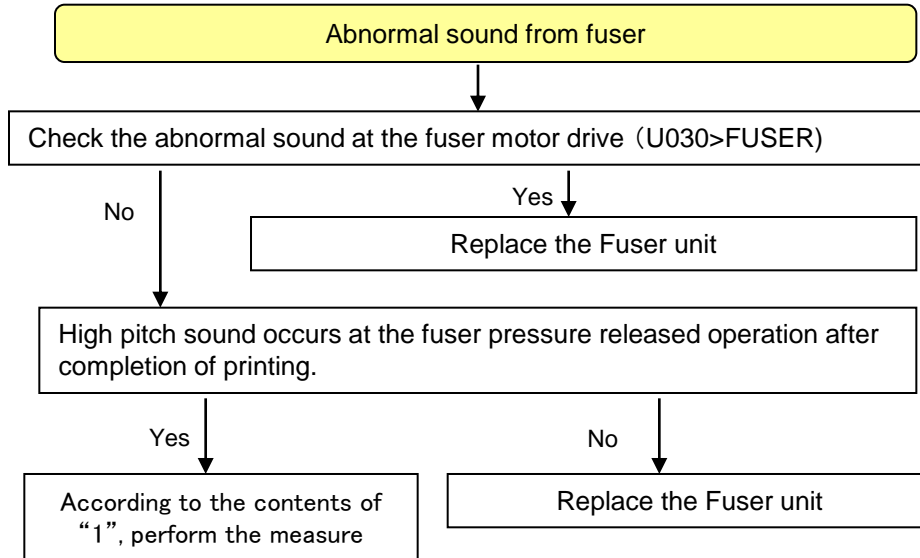 Abnormal sound from fuser
Check the abnormal sound at the fuser motor drive （U030>FUSER)
Yes
No
Replace the Fuser unit
High pitch sound occurs at the fuser pressure released operation after
completion of printing.
Yes
No
According to the contents of
“1”, perform the measure
Replace the Fuser unit